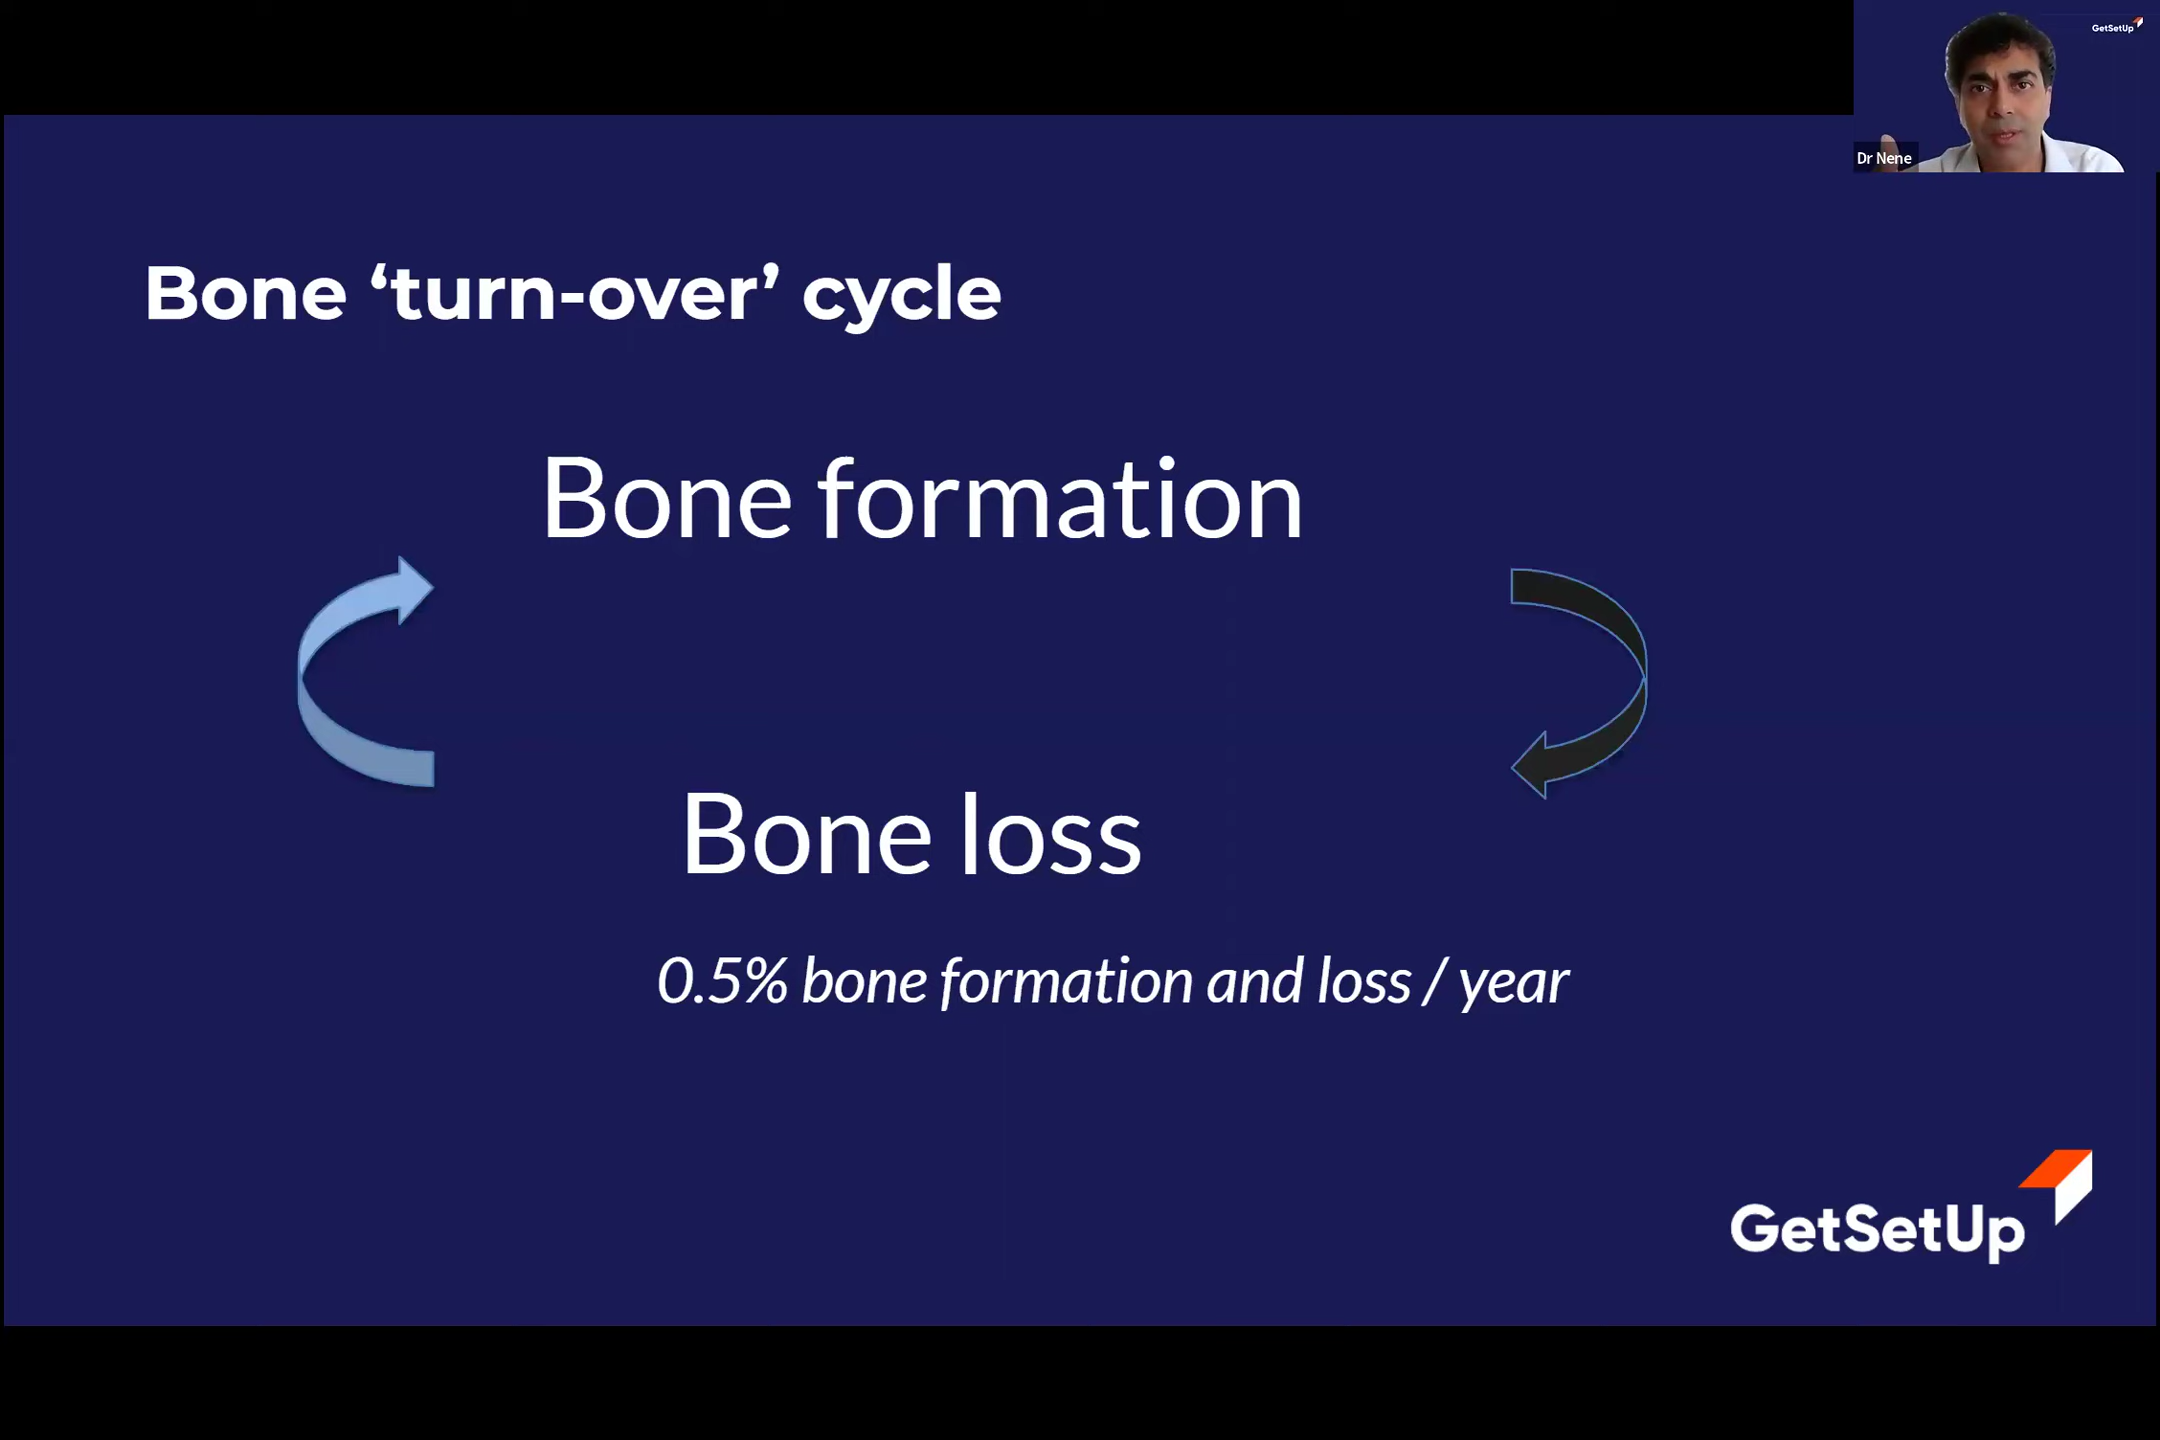 GetSetUp
Dr Nene
Bone ‘turn-over’ cycle
Bone formation
Bone loss
0.5% bone formation and loss / year
GetSetUp